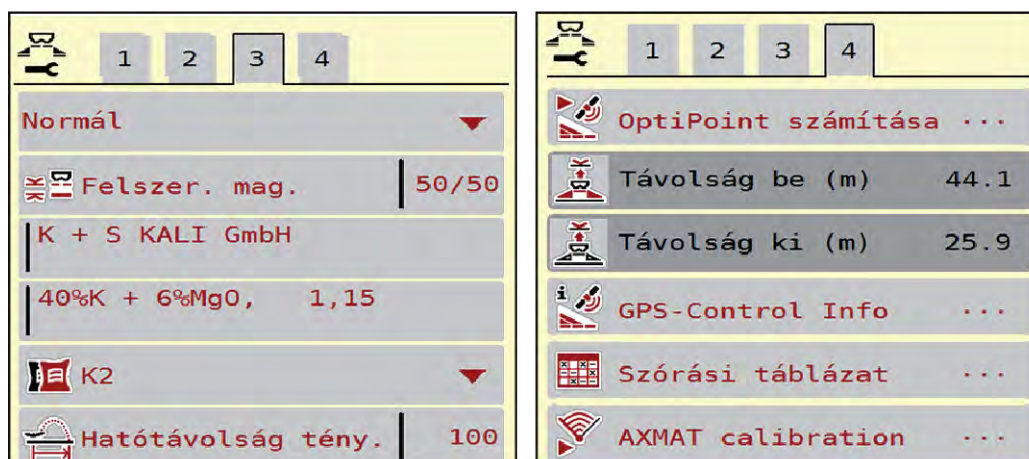 1 2 3 4
Normál
Felszer. mag. 50/50
K + S KALI GmbH
40%K + 6%MgO, 1,15
K2
Hatótávolság tény. 100
1 2 3 4
OptiPoint számítása ...
Távolság be (m) 44.1
Távolság ki (m) 25.9
i GPS-Control Info ...
Szórási táblázat ...
AXMAT calibration ...